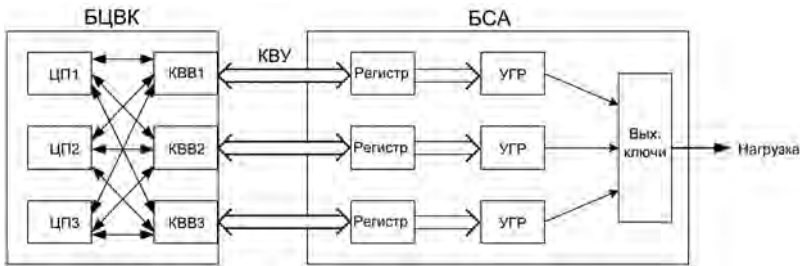 БЦВК
БСА
КВУ
ЦП1
КВВ1
Регистр
УГР
ЦП2
КВВ2
Регистр
УГР
Вых.
ключи
Нагрузка
ЦП3
КВВ3
Регистр
УГР